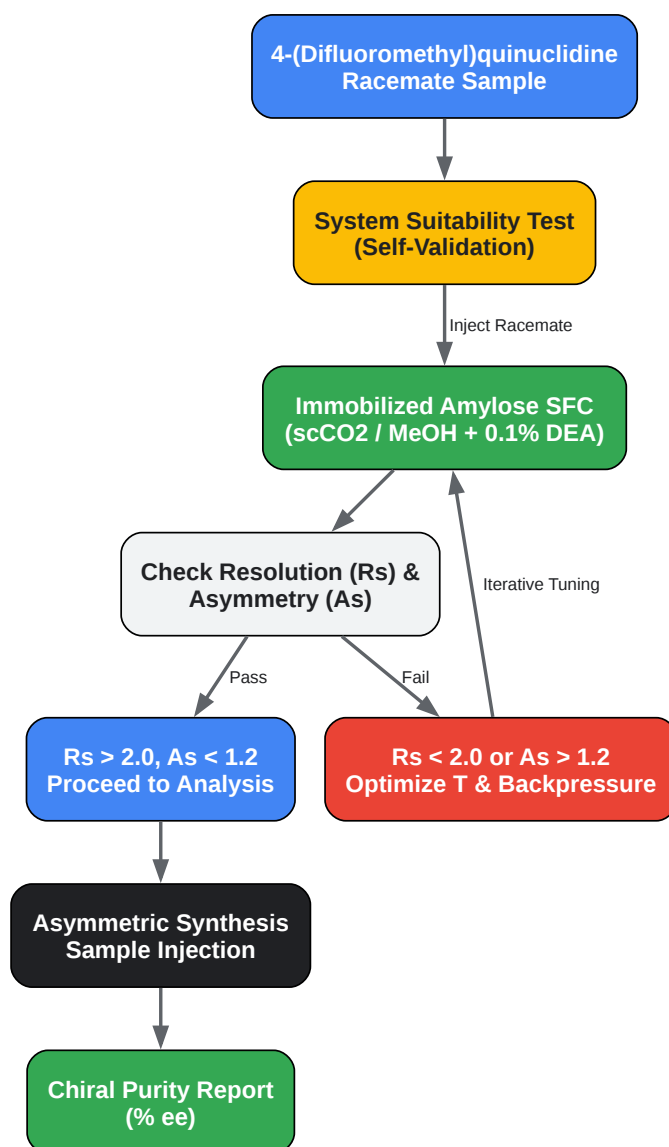 4-(Difluoromethyl)quinuclidine
Racemate Sample
System Suitability Test
(Self-Validation)
Inject Racemate
Immobilized Amylose SFC
(scCO2 / MeOH + 0.1% DEA)
Check Resolution (Rs) &
Asymmetry (As)
Iterative Tuning
Pass
Fail
Rs > 2.0, As < 1.2
Proceed to Analysis
Rs < 2.0 or As > 1.2
Optimize T & Backpressure
Asymmetric Synthesis
Sample Injection
Chiral Purity Report
(% ee)